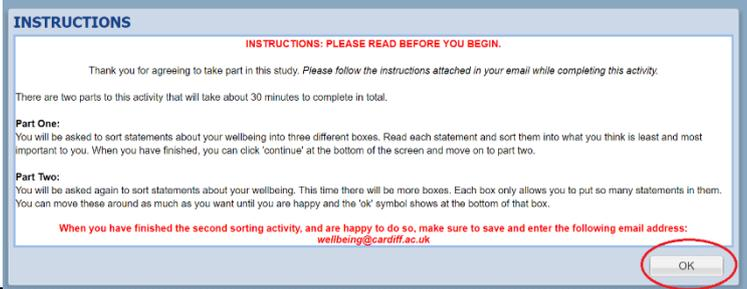 INSTRUCTIONS
INSTRUCTIONS: PLEASE READ BEFORE YOU BEGIN.
Thank you for agreeing to take part in this study. Please follow the instructions attached in your email while completing this activity.
There are two parts to this activity that will take about 30 minutes to complete in total.
Part One:
You will be asked to sort statements about your wellbeing into three different boxes. Read each statement and sort them into what you think is least and most
important to you. When you have finished, you can click 'continue' at the bottom of the screen and move on to part two.
Part Two:
You will be asked again to sort statements about your wellbeing. This time there will be more boxes. Each box only allows you to put so many statements in them.
You can move these around as much as you want until you are happy and the 'ok' symbol shows at the bottom of that box.
When you have finished the second sorting activity, and are happy to do so, make sure to save and enter the following email address:
wellbeing@cardiff.ac.uk
OK